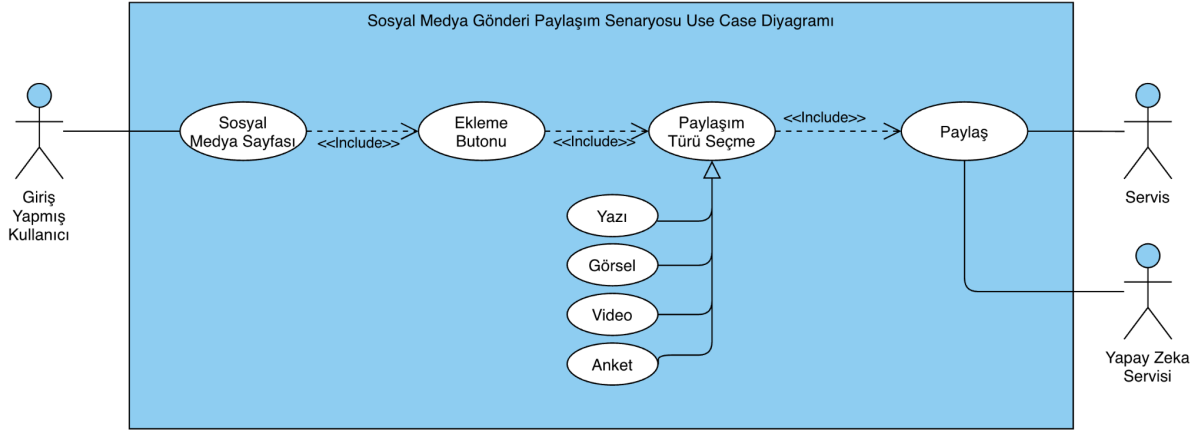 Sosyal Medya Gönderi Paylaşım Senaryosu Use Case Diyagramı
Giriş
Yapmış
Kullanıcı
Sosyal
Medya Sayfası
<<Include>>
Ekleme
Butonu
<<Include>>
Paylaşım
Türü Seçme
<<Include>>
Paylaş
Servis
Yazı
Görsel
Video
Anket
Yapay Zeka
Servisi